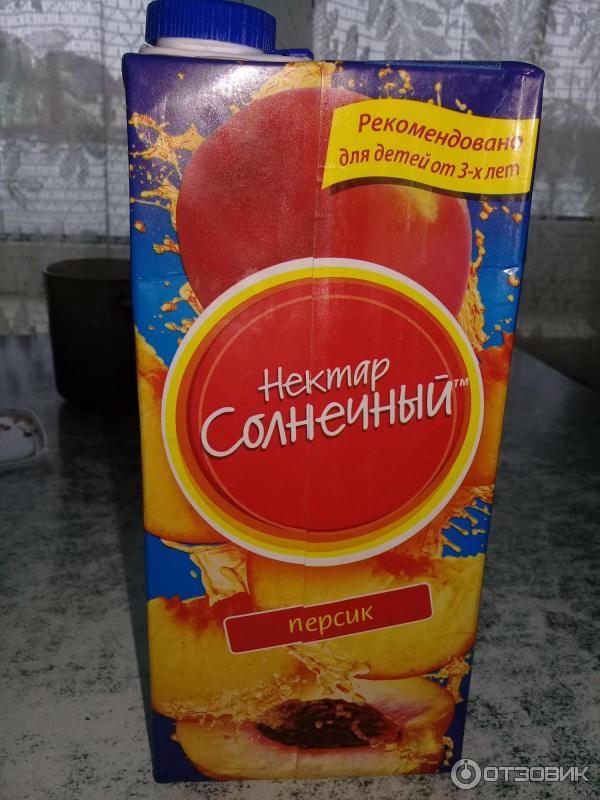 Рекомендовано
для детей от 3-х лет
Нектар
Солнечный™
персик
ОТЗОВИК